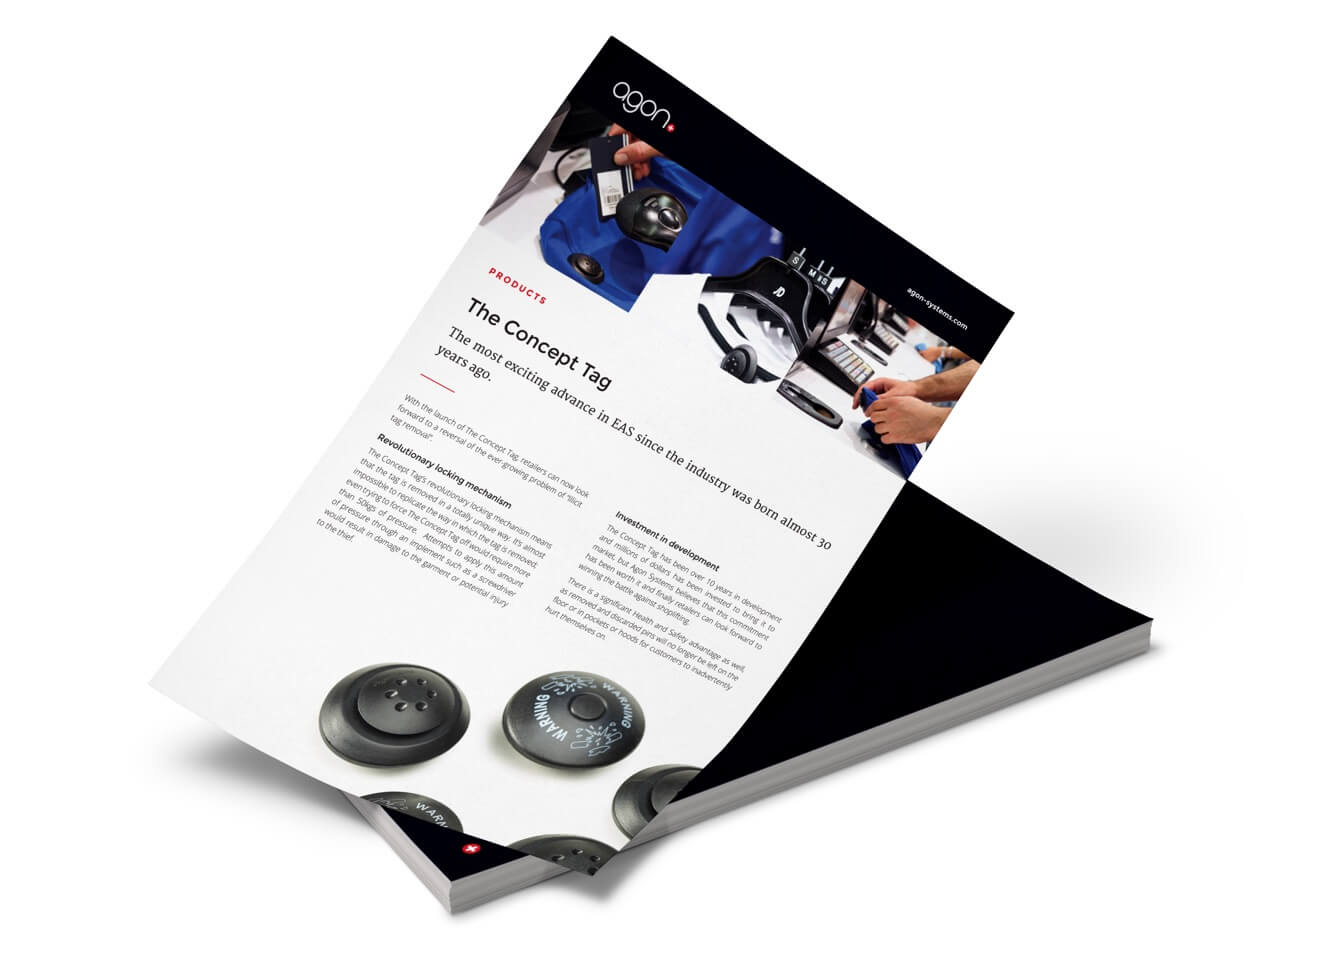 agon
agon-systems.com
S
M
S
JD
PRODUCTS
The Concept Tag
The most exciting advance in EAS since the industry was born almost 30
years ago.
With the launch of The Concept Tag, retailers can now look
forward to a reversal of the ever growing problem of "illicit
tag removal".
Revolutionary locking mechanism
The Concept Tag's revolutionary locking mechanism means
that the tag is removed in a totally unique way. It's almost
impossible to replicate the way in which the tag is removed;
even trying to force The Concept Tag off would require more
than 50kgs of pressure. Attempts to apply this amount
of pressure through an implement such as a screwdriver
would result in damage to the garment or potential injury
to the thief.
Investment in development
The Concept Tag has been over 10 years in development
and millions of dollars has been invested to bring it to
market, but Agon Systems believes that this commitment
has been worth it and finally retailers can look forward to
winning the battle against shoplifting.
There is a significant Health and Safety advantage as well,
as removed and discarded pins will no longer be left on the
floor or in pockets or hoods for customers to inadvertently
hurt themselves on.
WARNING
WARNING
WARN